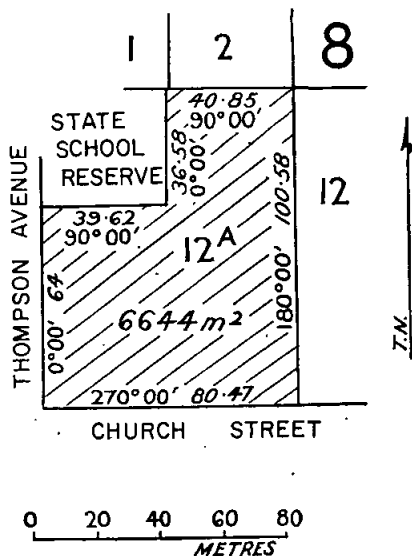 1 2 8
40·85
90°00'
STATE
SCHOOL
RESERVE
36·58
0°00'
39·62
90°00'
12A
12
100·58
180°00'
THOMPSON AVENUE
0°00' 64
6644 m²
270°00' 80·47
CHURCH STREET
T.N.
0 20 40 60 80
METRES